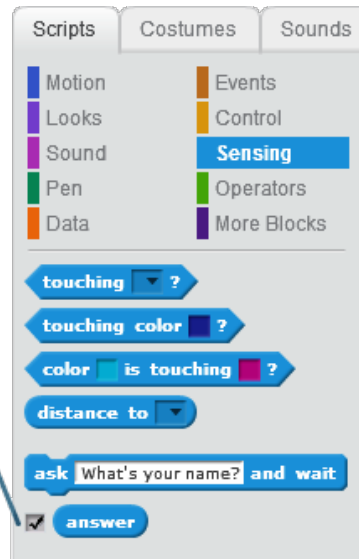 Scripts Costumes Sounds
Motion Events
Looks Control
Sound Sensing
Pen Operators
Data More Blocks
touching ?
touching color ?
color is touching ?
distance to
ask What's your name? and wait
answer